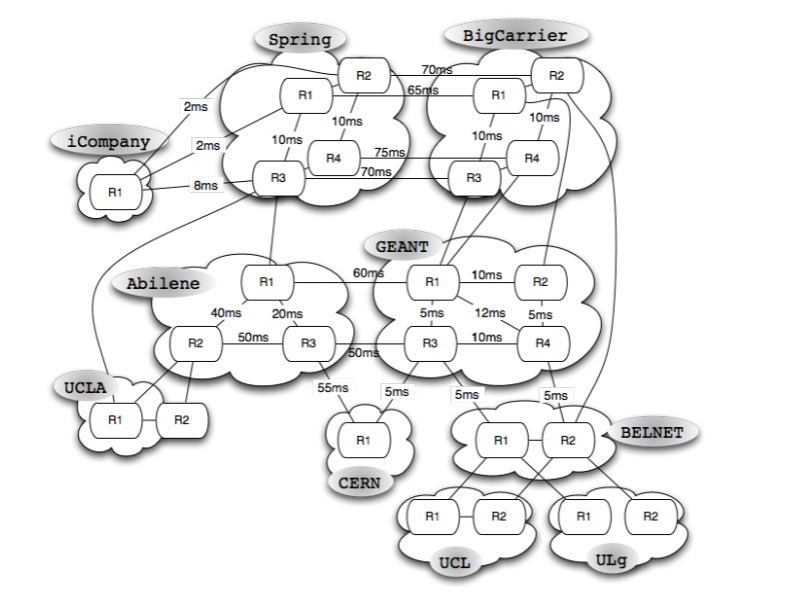 Spring
BigCarrier
R2
70ms
R2
R1
65ms
R1
2ms
10ms
10ms
iCompany
2ms
10ms
10ms
R4
75ms
R4
R1
8ms
R3
70ms
R3
GEANT
Abilene
R1
60ms
R1
10ms
R2
40ms
20ms
5ms
12ms
5ms
R2
50ms
R3
50ms
R3
10ms
R4
UCLA
55ms
5ms
5ms
5ms
R1
R2
R1
R1
R2
BELNET
CERN
R1
R2
R1
R2
UCL
ULg